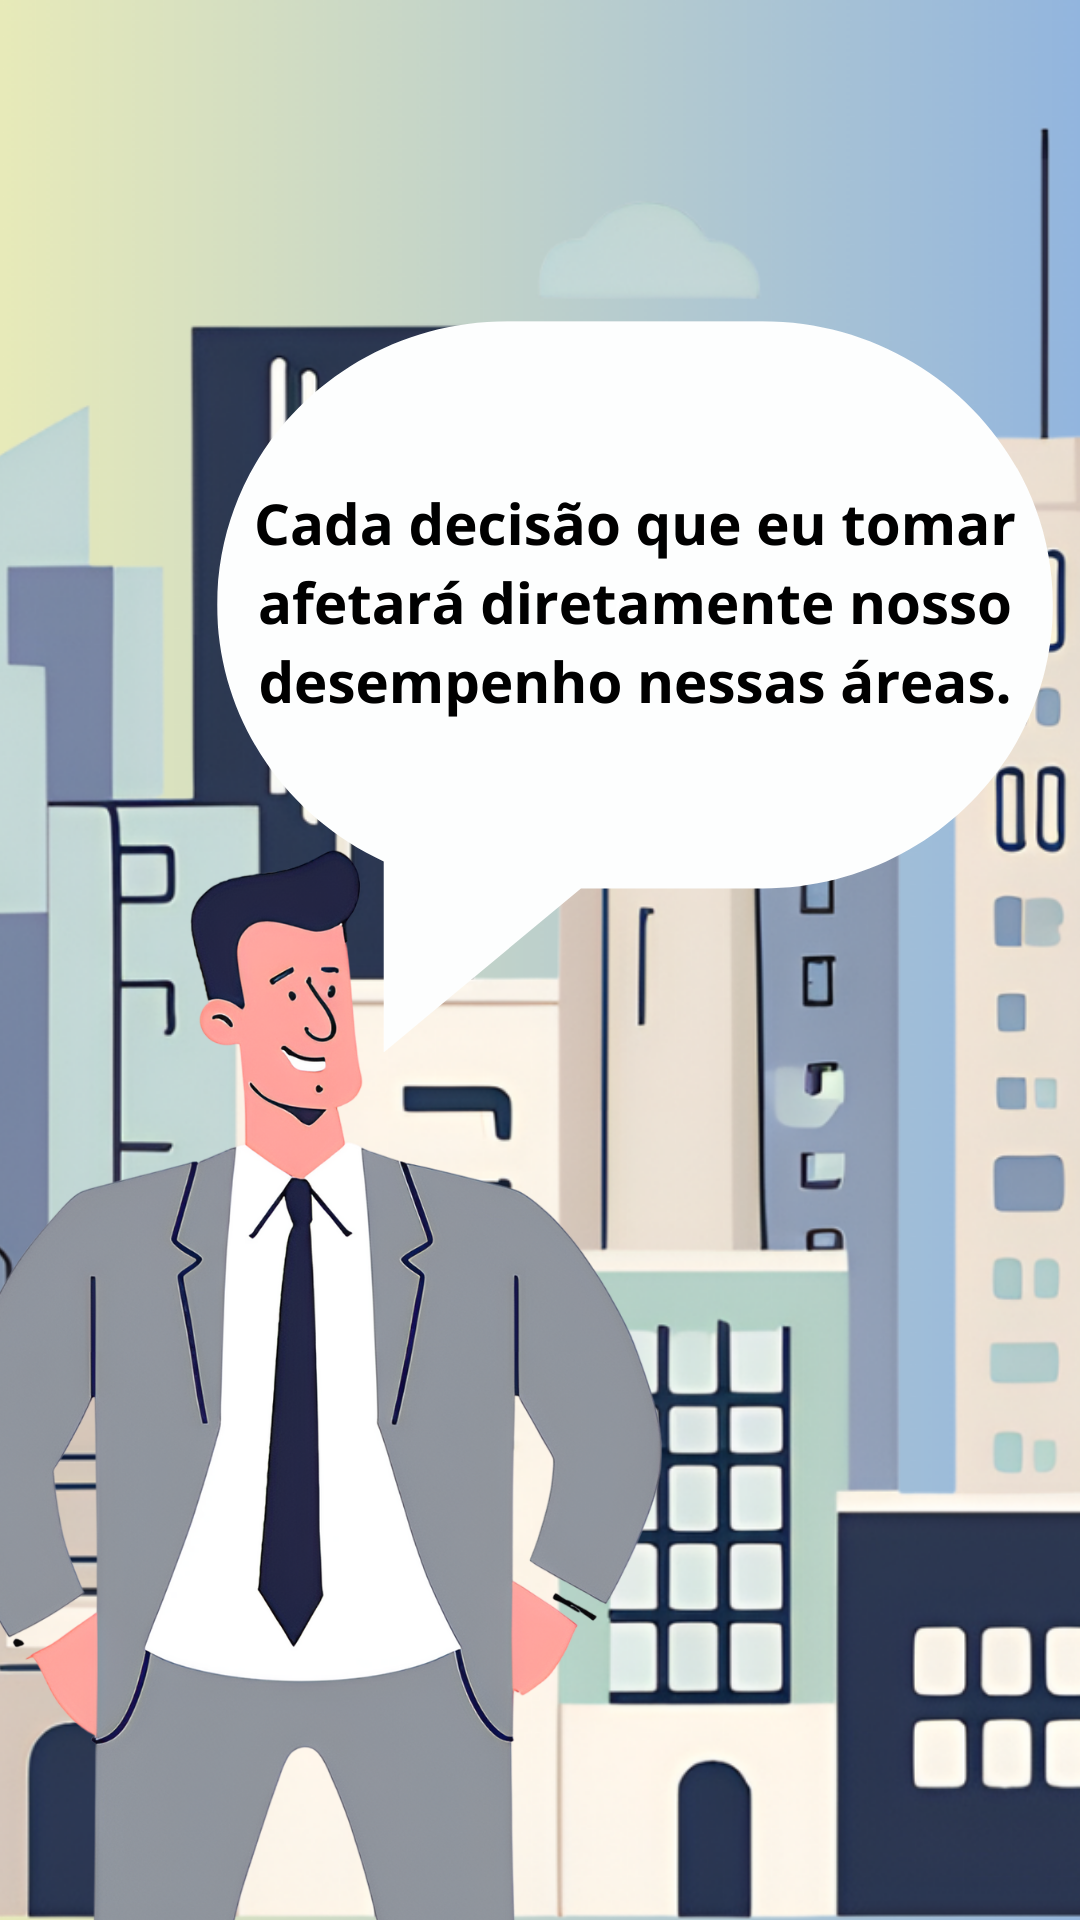 Cada decisão que eu tomar
afetará diretamente nosso
desempenho nessas áreas.